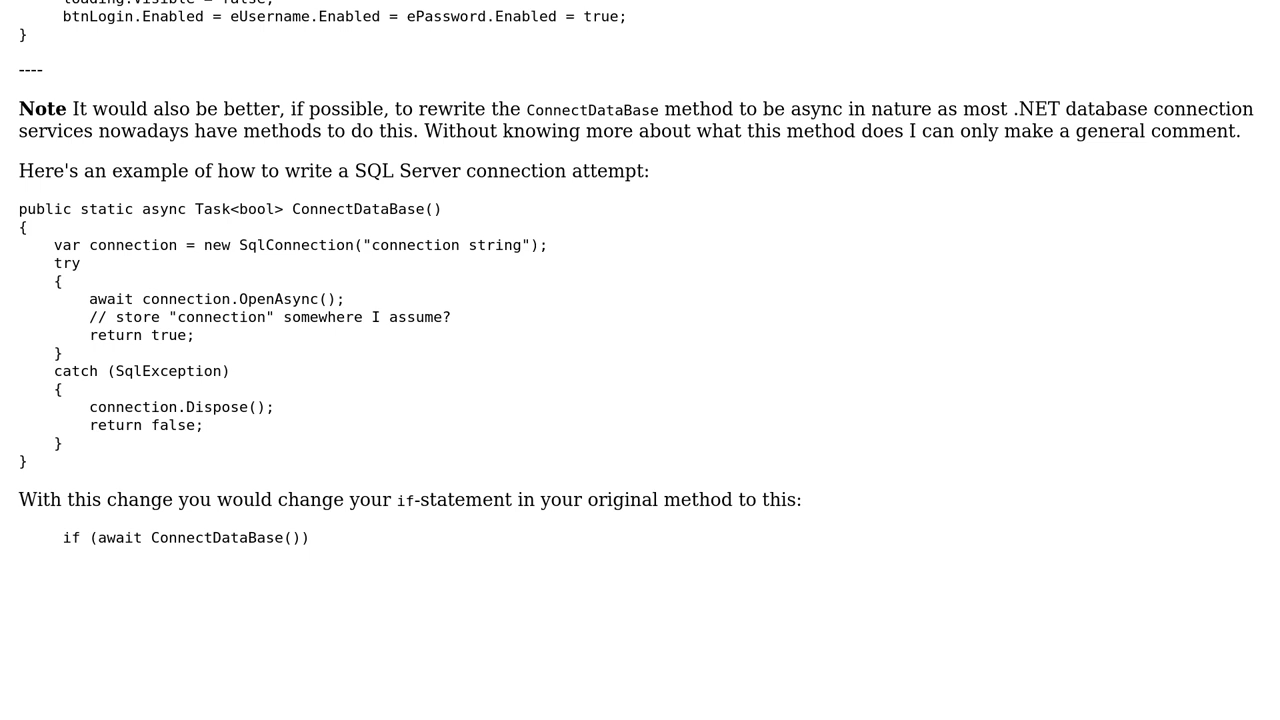 loading.Visible = false;
btnLogin.Enabled = eUsername.Enabled = ePassword.Enabled = true;
}
----
Note It would also be better, if possible, to rewrite the ConnectDataBase method to be async in nature as most .NET database connection
services nowadays have methods to do this. Without knowing more about what this method does I can only make a general comment.
Here's an example of how to write a SQL Server connection attempt:
public static async Task<bool> ConnectDataBase()
{
    var connection = new SqlConnection("connection string");
    try
    {
        await connection.OpenAsync();
        // store "connection" somewhere I assume?
        return true;
    }
    catch (SqlException)
    {
        connection.Dispose();
        return false;
    }
}
With this change you would change your if-statement in your original method to this:
if (await ConnectDataBase())